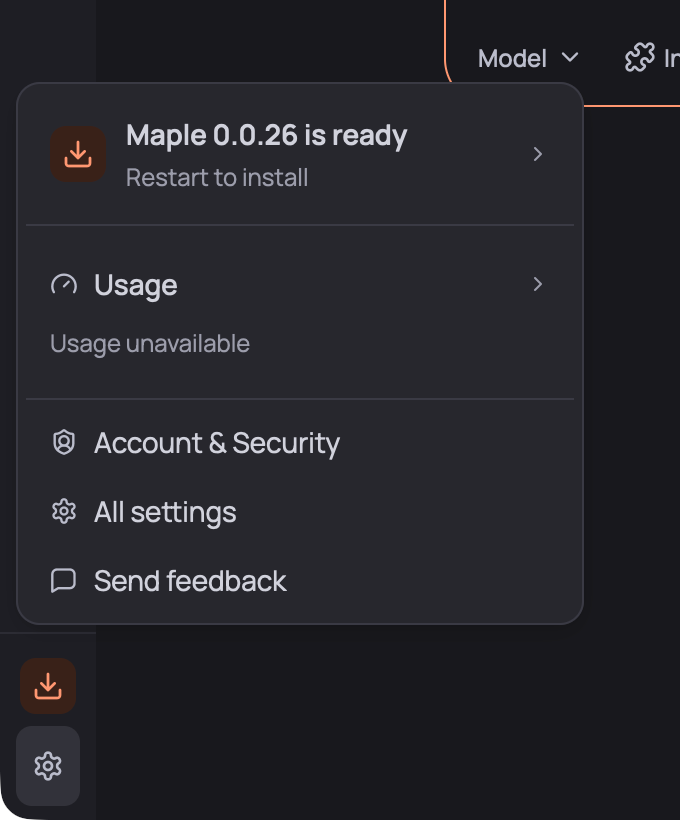 Model
In
Maple 0.0.26 is ready
Restart to install
Usage
Usage unavailable
Account & Security
All settings
Send feedback